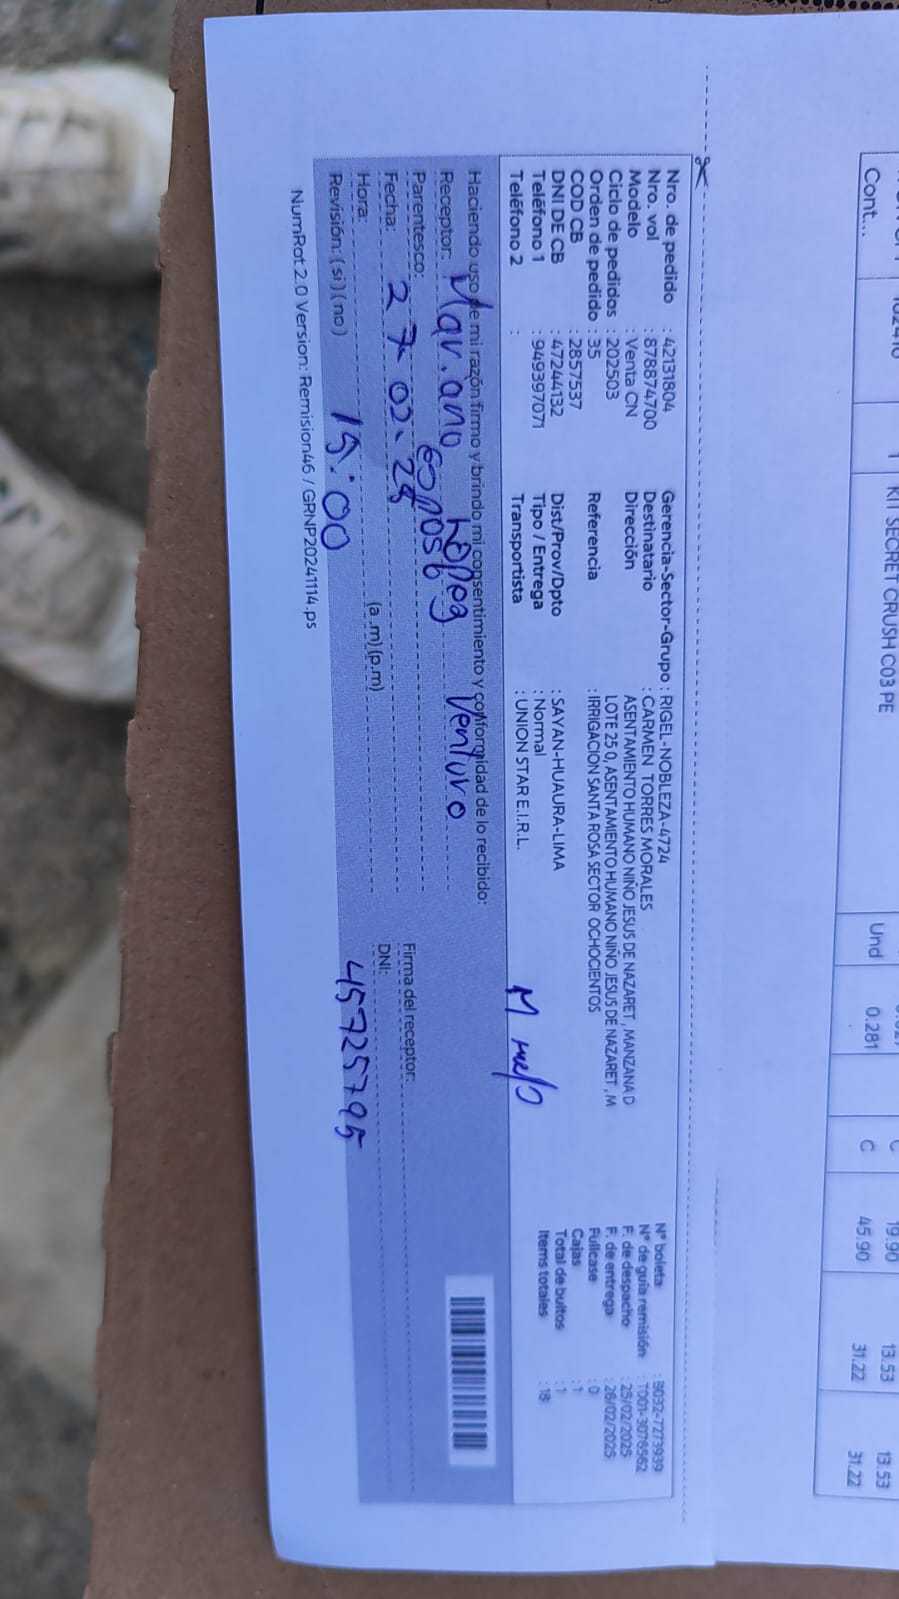 Cont...
102410 1 KIT SECRET CRUSH C03 PE Und 0.281 C 45.90 31.22 31.22
19.90 13.53 13.53
Nro. de pedido : 42131804
Nro. vol : 878874700
Modelo : Venta CN
Ciclo de pedidos : 202503
Orden de pedido : 35
COD CB : 2857537
DNI DE CB : 47244132
Teléfono 1 : 949397071
Teléfono 2 :
Gerencia-Sector-Grupo : RIGEL-NOBLEZA-4724
Destinatario : CARMEN TORRES MORALES
Dirección : ASENTAMIENTO HUMANO NIÑO JESUS DE NAZARET , MANZANA D
LOTE 25 0, ASENTAMIENTO HUMANO NIÑO JESUS DE NAZARET , M
Referencia : IRRIGACION SANTA ROSA SECTOR OCHOCIENTOS
Dist/Prov/Dpto : SAYAN-HUAURA-LIMA
Tipo / Entrega : Normal
Transportista : UNION STAR E.I.R.L.
N° boleta : B032-7273939
N° de guía remisión : T001-3076562
F. de despacho : 25/02/2025
F. de entrega : 26/02/2025
Fullcase : 0
Cajas : 1
Total de bultos : 1
Items totales : 18
Haciendo uso de mi razón firmo y brindo mi consentimiento y conformidad de lo recibido:
Receptor: Mariano Lopez Venturo
Parentesco: esposo
Fecha: 27 02. 25
Hora: 15:00 (a .m) (p.m)
Revisión: ( si ) ( no )
Firma del receptor:
DNI: 45725795
NumRot 2.0 Version: Remision46 / GRNP20241114.ps